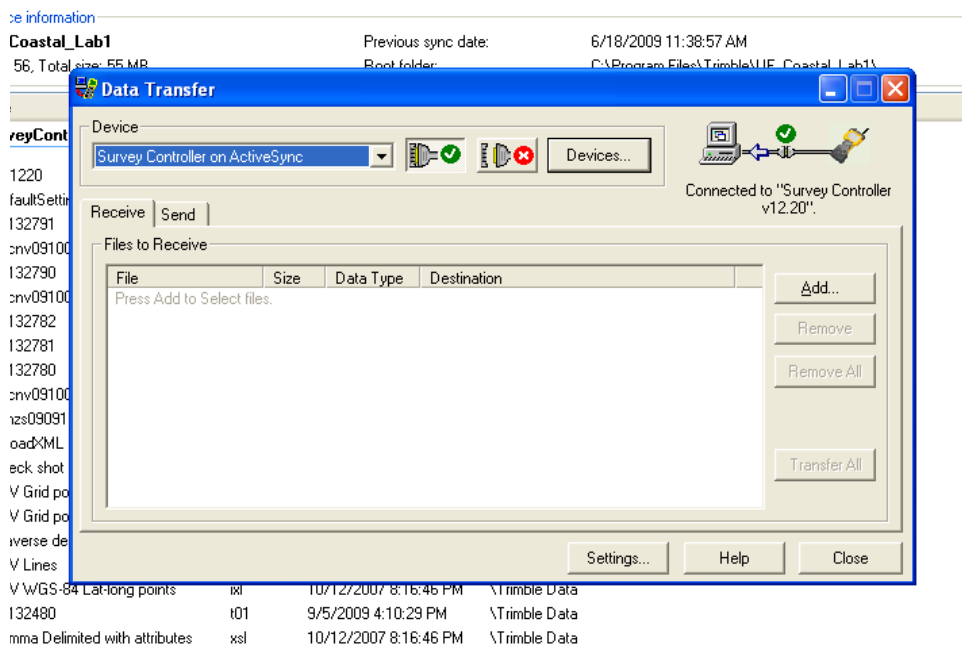 ce information
Coastal_Lab1 Previous sync date: 6/18/2009 11:38:57 AM
56, Total size: 55 MB Root folder: C:\Program Files\Trimble\UF_Coastal_Lab1\
Data Transfer
veyCont
Device
Survey Controller on ActiveSync
Devices...
Connected to "Survey Controller
v12.20".
1220
faultSettin
132791
cnv09100
132790
cnv09100
132782
132781
132780
cnv09100
nzs09091
oadXML
eck shot
V Grid po
V Grid po
averse de
V Lines
Receive Send
Files to Receive
File Size Data Type Destination
Press Add to Select files.
Add...
Remove
Remove All
Transfer All
Settings... Help Close
V WGS-84 Lat-long points xsl 10/12/2007 8:16:46 PM \Trimble Data
132480 t01 9/5/2009 4:10:29 PM \Trimble Data
mma Delimited with attributes xsl 10/12/2007 8:16:46 PM \Trimble Data